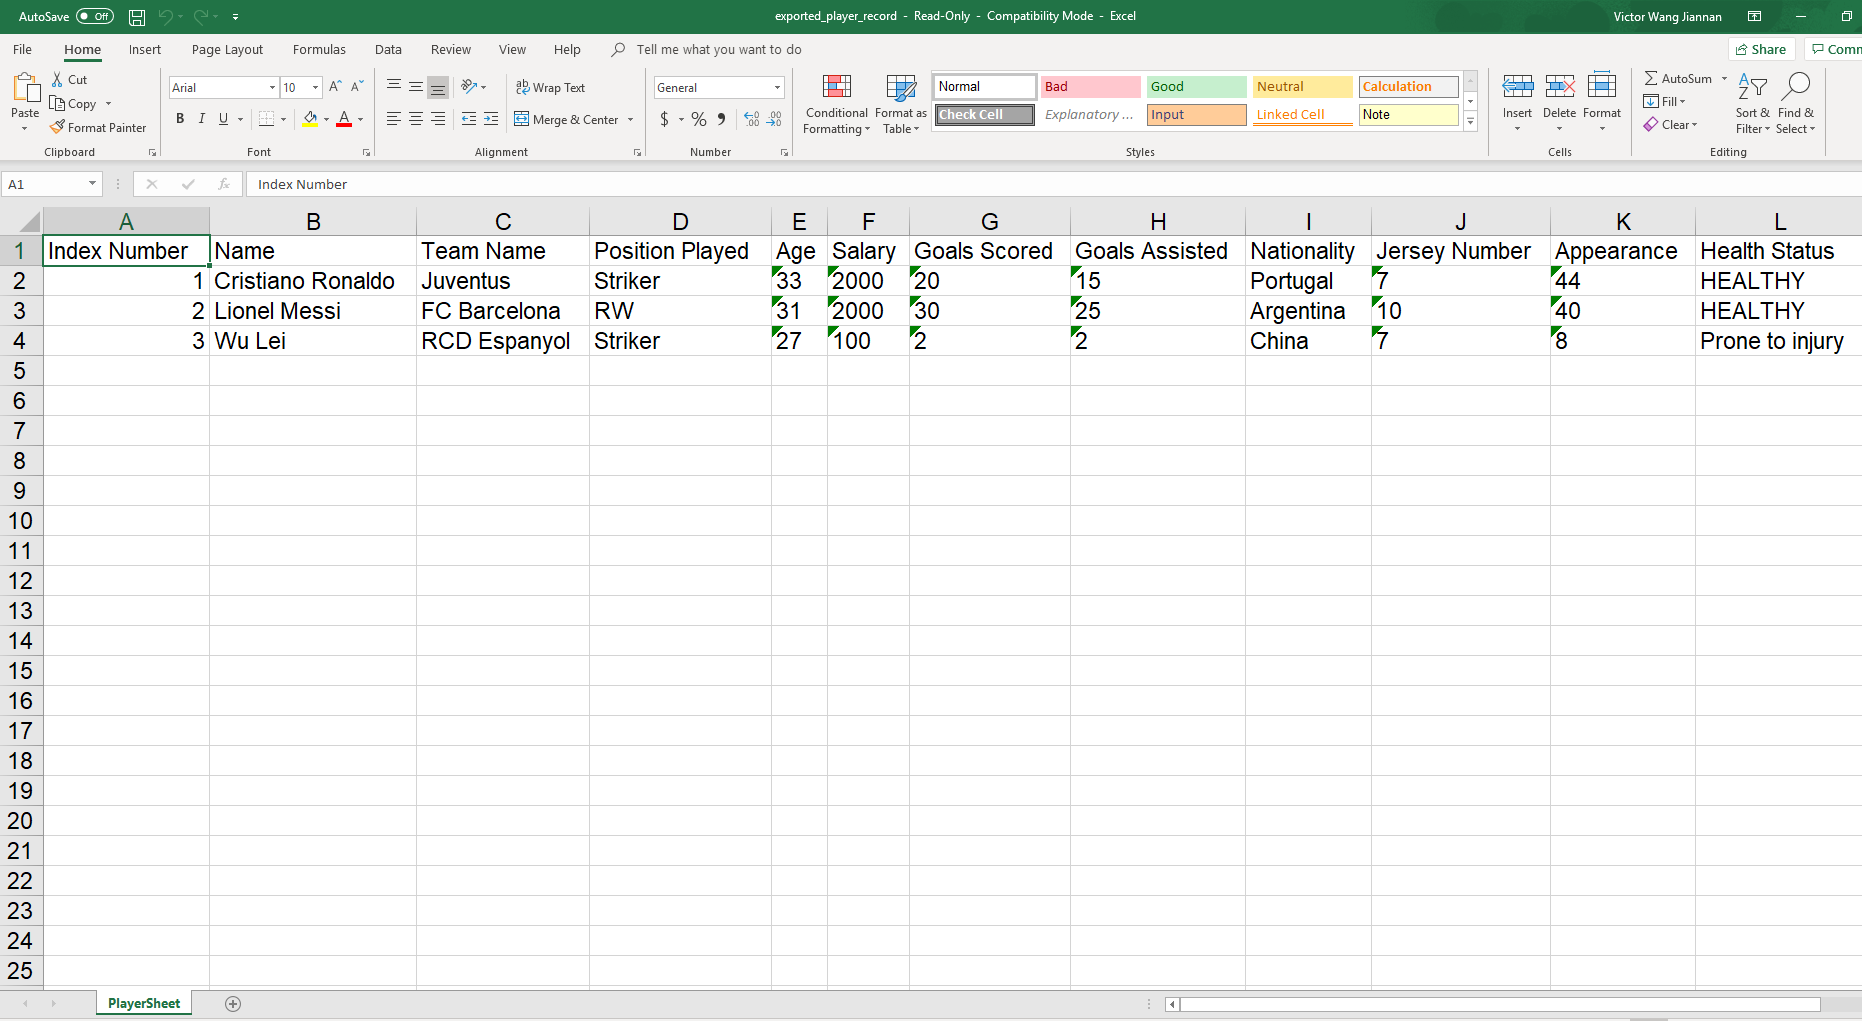 AutoSave Off exported_player_record - Read-Only - Compatibility Mode - Excel Victor Wang Jiannan
File Home Insert Page Layout Formulas Data Review View Help Tell me what you want to do Share Comm
Paste Cut Copy Format Painter
Clipboard
Arial 10 A A
B I U A
Font
ab Wrap Text
Merge & Center
Alignment
General
$ % , .00 .00
Number
Conditional Formatting Format as Table
Normal Bad Good Neutral Calculation
Check Cell Explanatory ... Input Linked Cell Note
Styles
Insert Delete Format
Cells
AutoSum Fill Clear
Sort & Filter Find & Select
Editing
A1 fx Index Number
A B C D E F G H I J K L
1 Index Number Name Team Name Position Played Age Salary Goals Scored Goals Assisted Nationality Jersey Number Appearance Health Status
2 1 Cristiano Ronaldo Juventus Striker 33 2000 20 15 Portugal 7 44 HEALTHY
3 2 Lionel Messi FC Barcelona RW 31 2000 30 25 Argentina 10 40 HEALTHY
4 3 Wu Lei RCD Espanyol Striker 27 100 2 2 China 7 8 Prone to injury
5
6
7
8
9
10
11
12
13
14
15
16
17
18
19
20
21
22
23
24
25
PlayerSheet